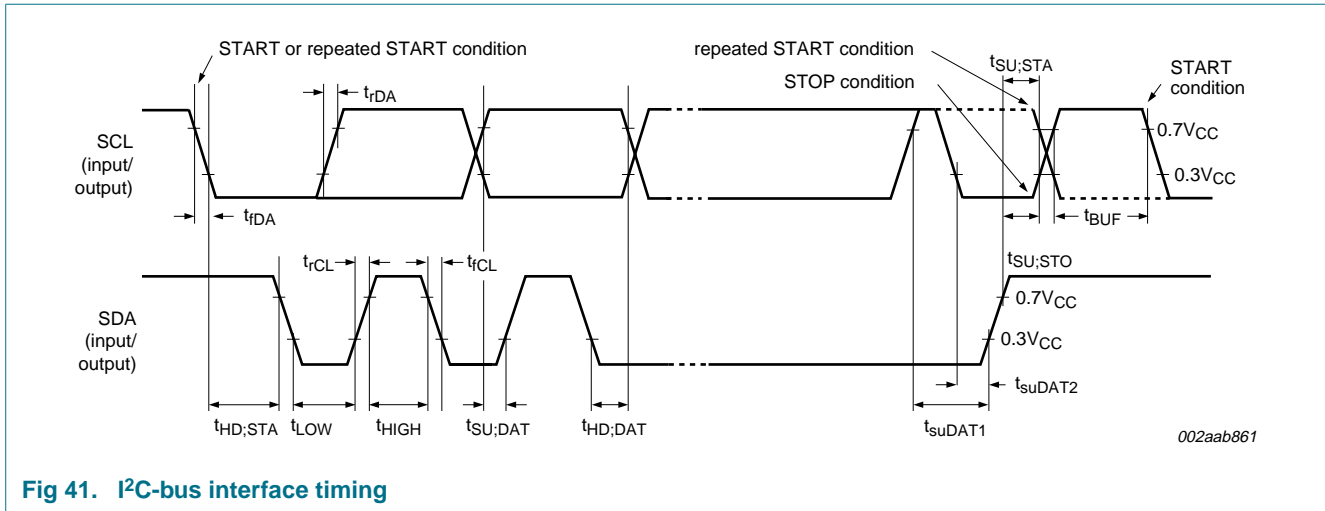 START or repeated START condition
repeated START condition
STOP condition
tSU;STA
START
condition
trDA
SCL
(input/
output)
0.7VCC
0.3VCC
tfDA
tBUF
trCL
tfCL
tSU;STO
SDA
(input/
output)
0.7VCC
0.3VCC
tsuDAT2
tHD;STA
tLOW
tHIGH
tSU;DAT
tHD;DAT
tsuDAT1
002aab861
Fig 41. I²C-bus interface timing